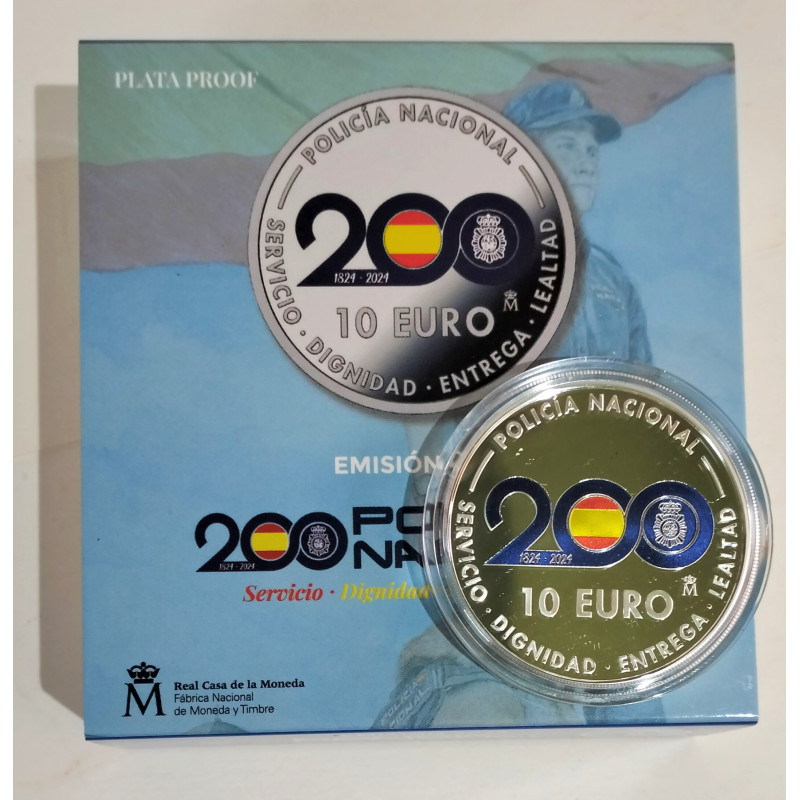 PLATA PROOF
POLICÍA NACIONAL
200
1824 - 2024
10 EURO
M
SERVICIO · DIGNIDAD · ENTREGA · LEALTAD
EMISIÓN
200
1824 - 2024
Servicio · Dignidad
M
Real Casa de la Moneda
Fábrica Nacional
de Moneda y Timbre
POLICÍA NACIONAL
200
1824 - 2024
10 EURO
M
SERVICIO · DIGNIDAD · ENTREGA · LEALTAD